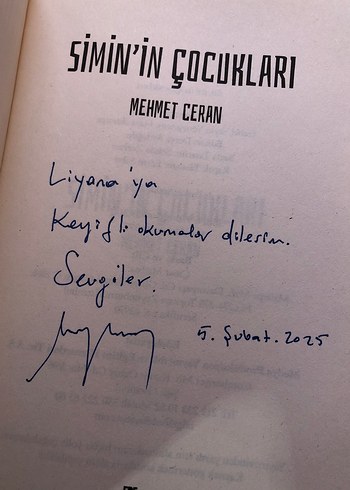 SİMİN'İN ÇOCUKLARI
MEHMET CERAN
Liyana'ya
Keyifli okumalar dilerim.
Sevgiler.
5. Şubat. 2025